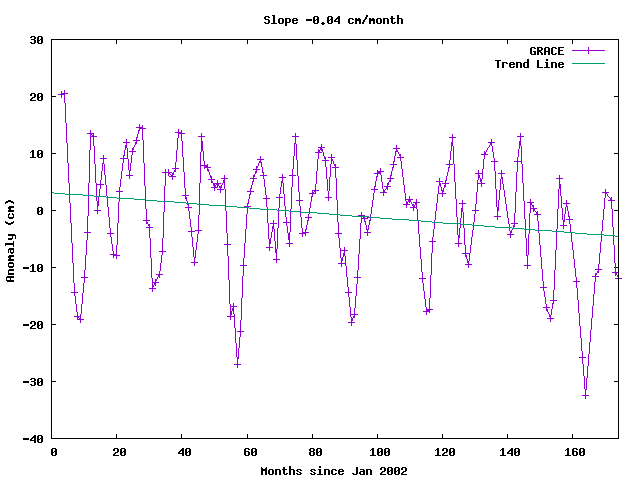 Slope -0.04 cm/month
30
20
10
0
-10
-20
-30
-40
Anomaly (cm)
GRACE
Trend Line
0 20 40 60 80 100 120 140 160
Months since Jan 2002